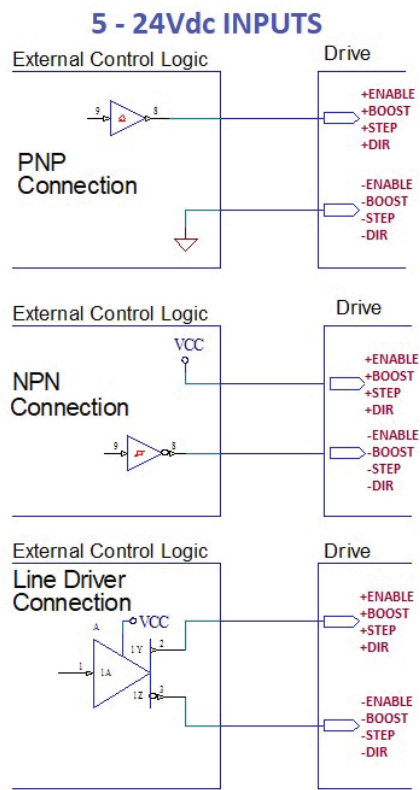 5 - 24Vdc INPUTS
External Control Logic
Drive
9
8
PNP
Connection
+ENABLE
+BOOST
+STEP
+DIR
-ENABLE
-BOOST
-STEP
-DIR
External Control Logic
Drive
VCC
NPN
Connection
9
8
+ENABLE
+BOOST
+STEP
+DIR
-ENABLE
-BOOST
-STEP
-DIR
External Control Logic
Drive
Line Driver
Connection
A
VCC
1Y
2
1
1A
1Z
3
+ENABLE
+BOOST
+STEP
+DIR
-ENABLE
-BOOST
-STEP
-DIR